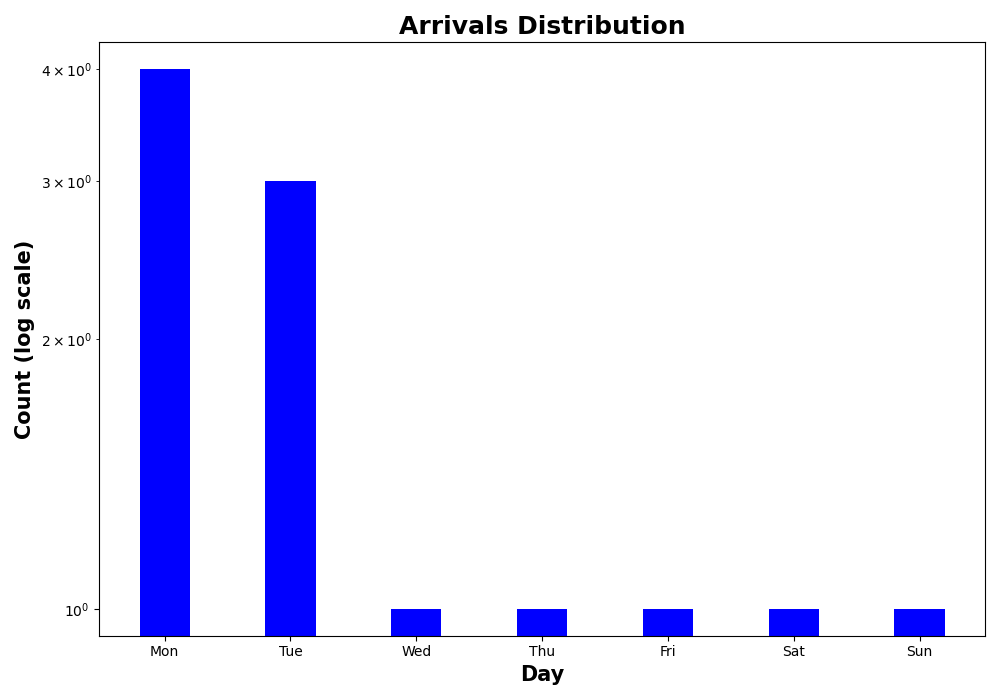 Arrivals Distribution
4 × 10⁰
3 × 10⁰
2 × 10⁰
10⁰
Count (log scale)
Mon Tue Wed Thu Fri Sat Sun
Day